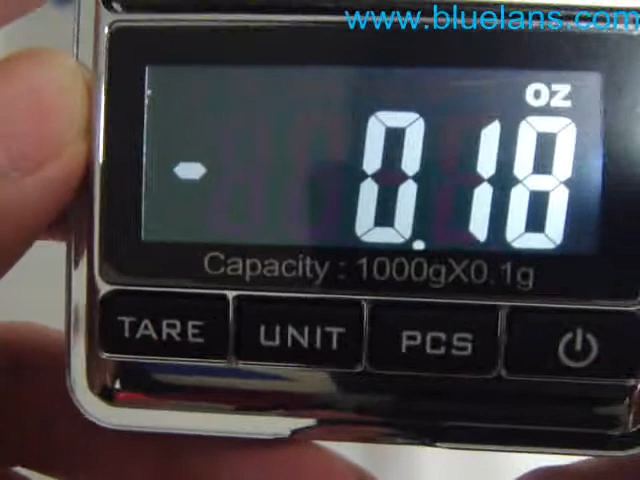 www.bluelans.com
oz
- 0.18
Capacity : 1000gX0.1g
TARE UNIT PCS